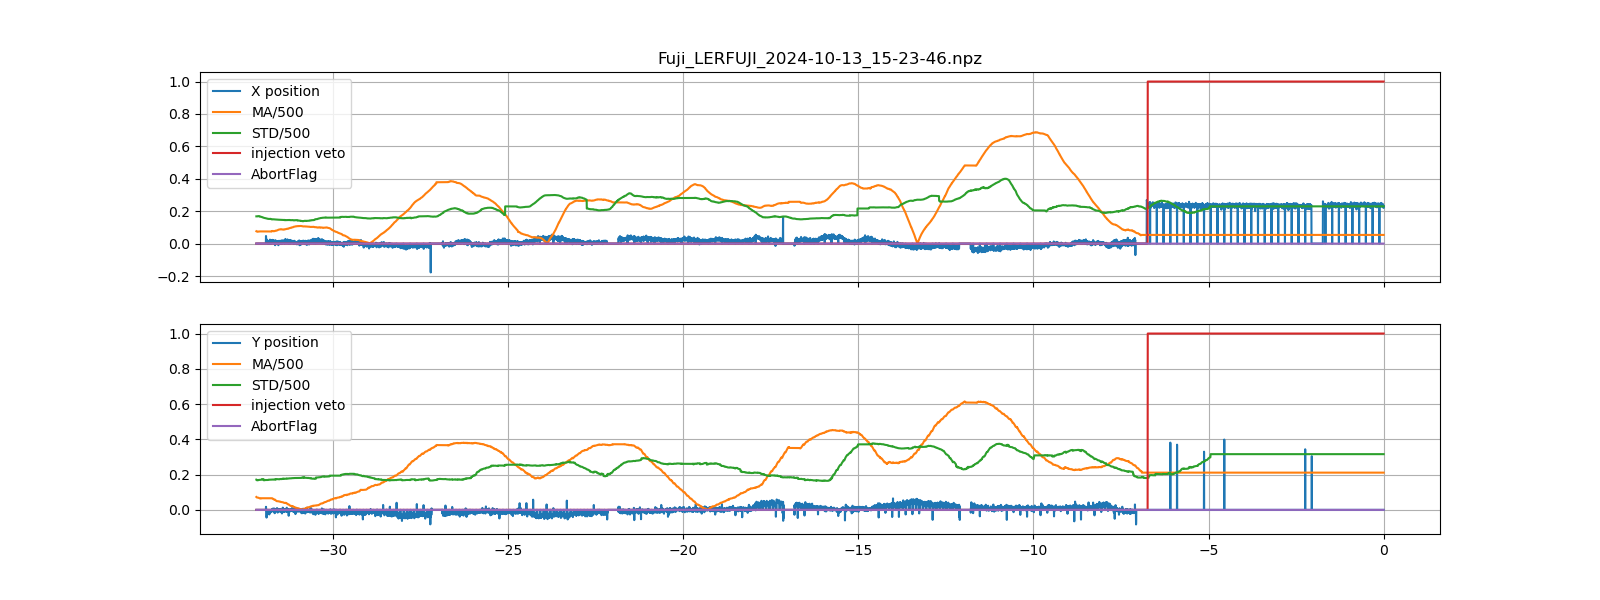 Fuji_LERFUJI_2024-10-13_15-23-46.npz
1.0
0.8
0.6
0.4
0.2
0.0
−0.2
X position
MA/500
STD/500
injection veto
AbortFlag
1.0
0.8
0.6
0.4
0.2
0.0
Y position
MA/500
STD/500
injection veto
AbortFlag
−30 −25 −20 −15 −10 −5 0